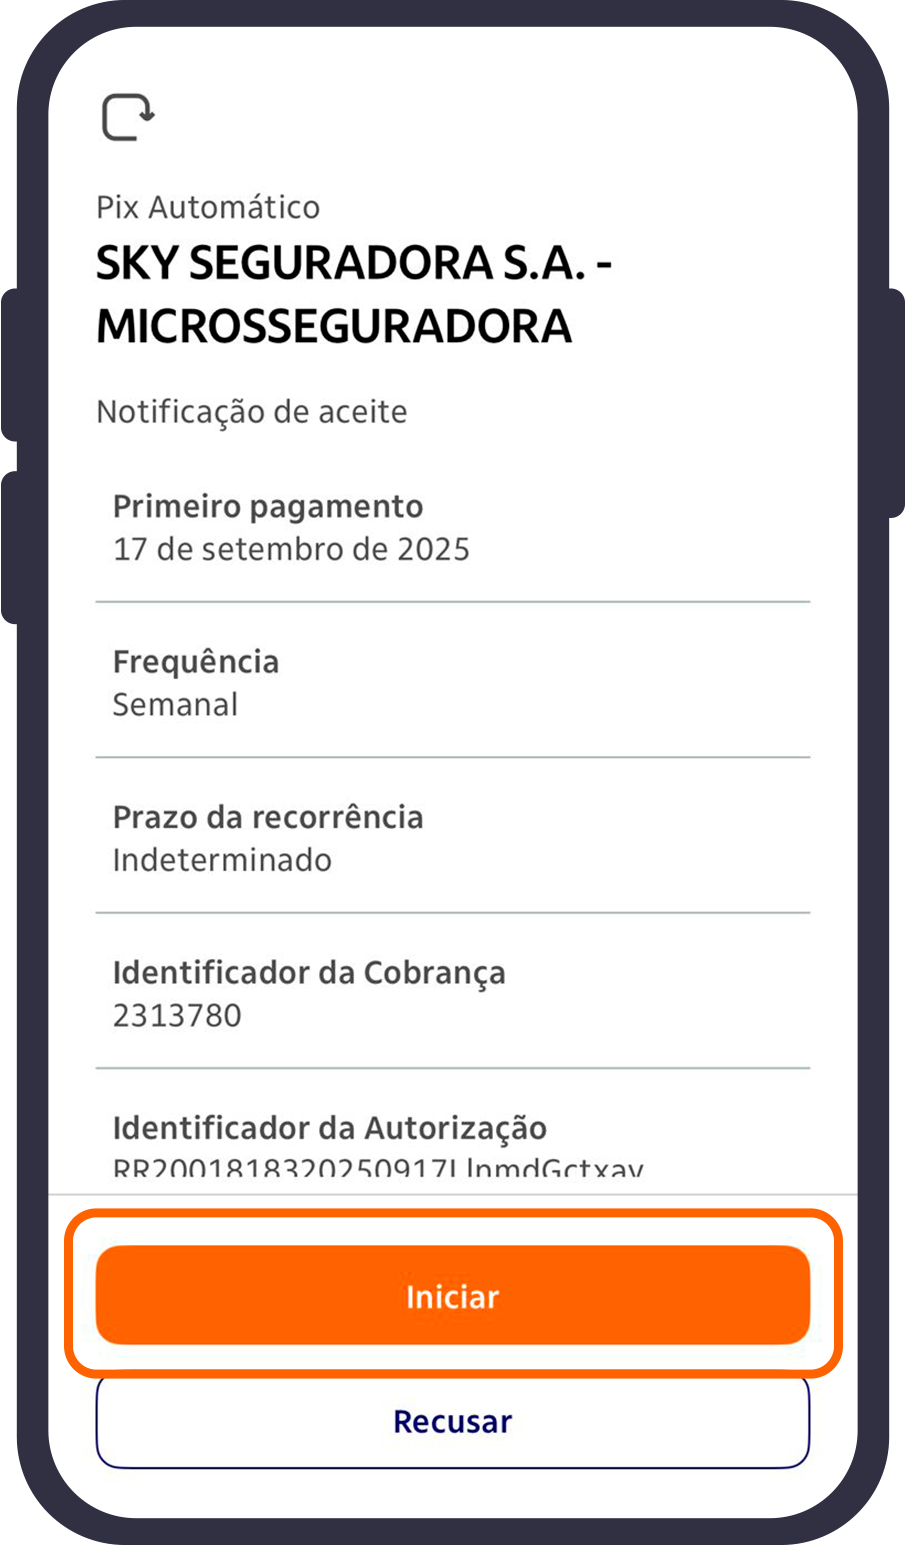 Pix Automático
SKY SEGURADORA S.A. -
MICROSSEGURADORA
Notificação de aceite
Primeiro pagamento
17 de setembro de 2025
Frequência
Semanal
Prazo da recorrência
Indeterminado
Identificador da Cobrança
2313780
Identificador da Autorização
Iniciar
Recusar